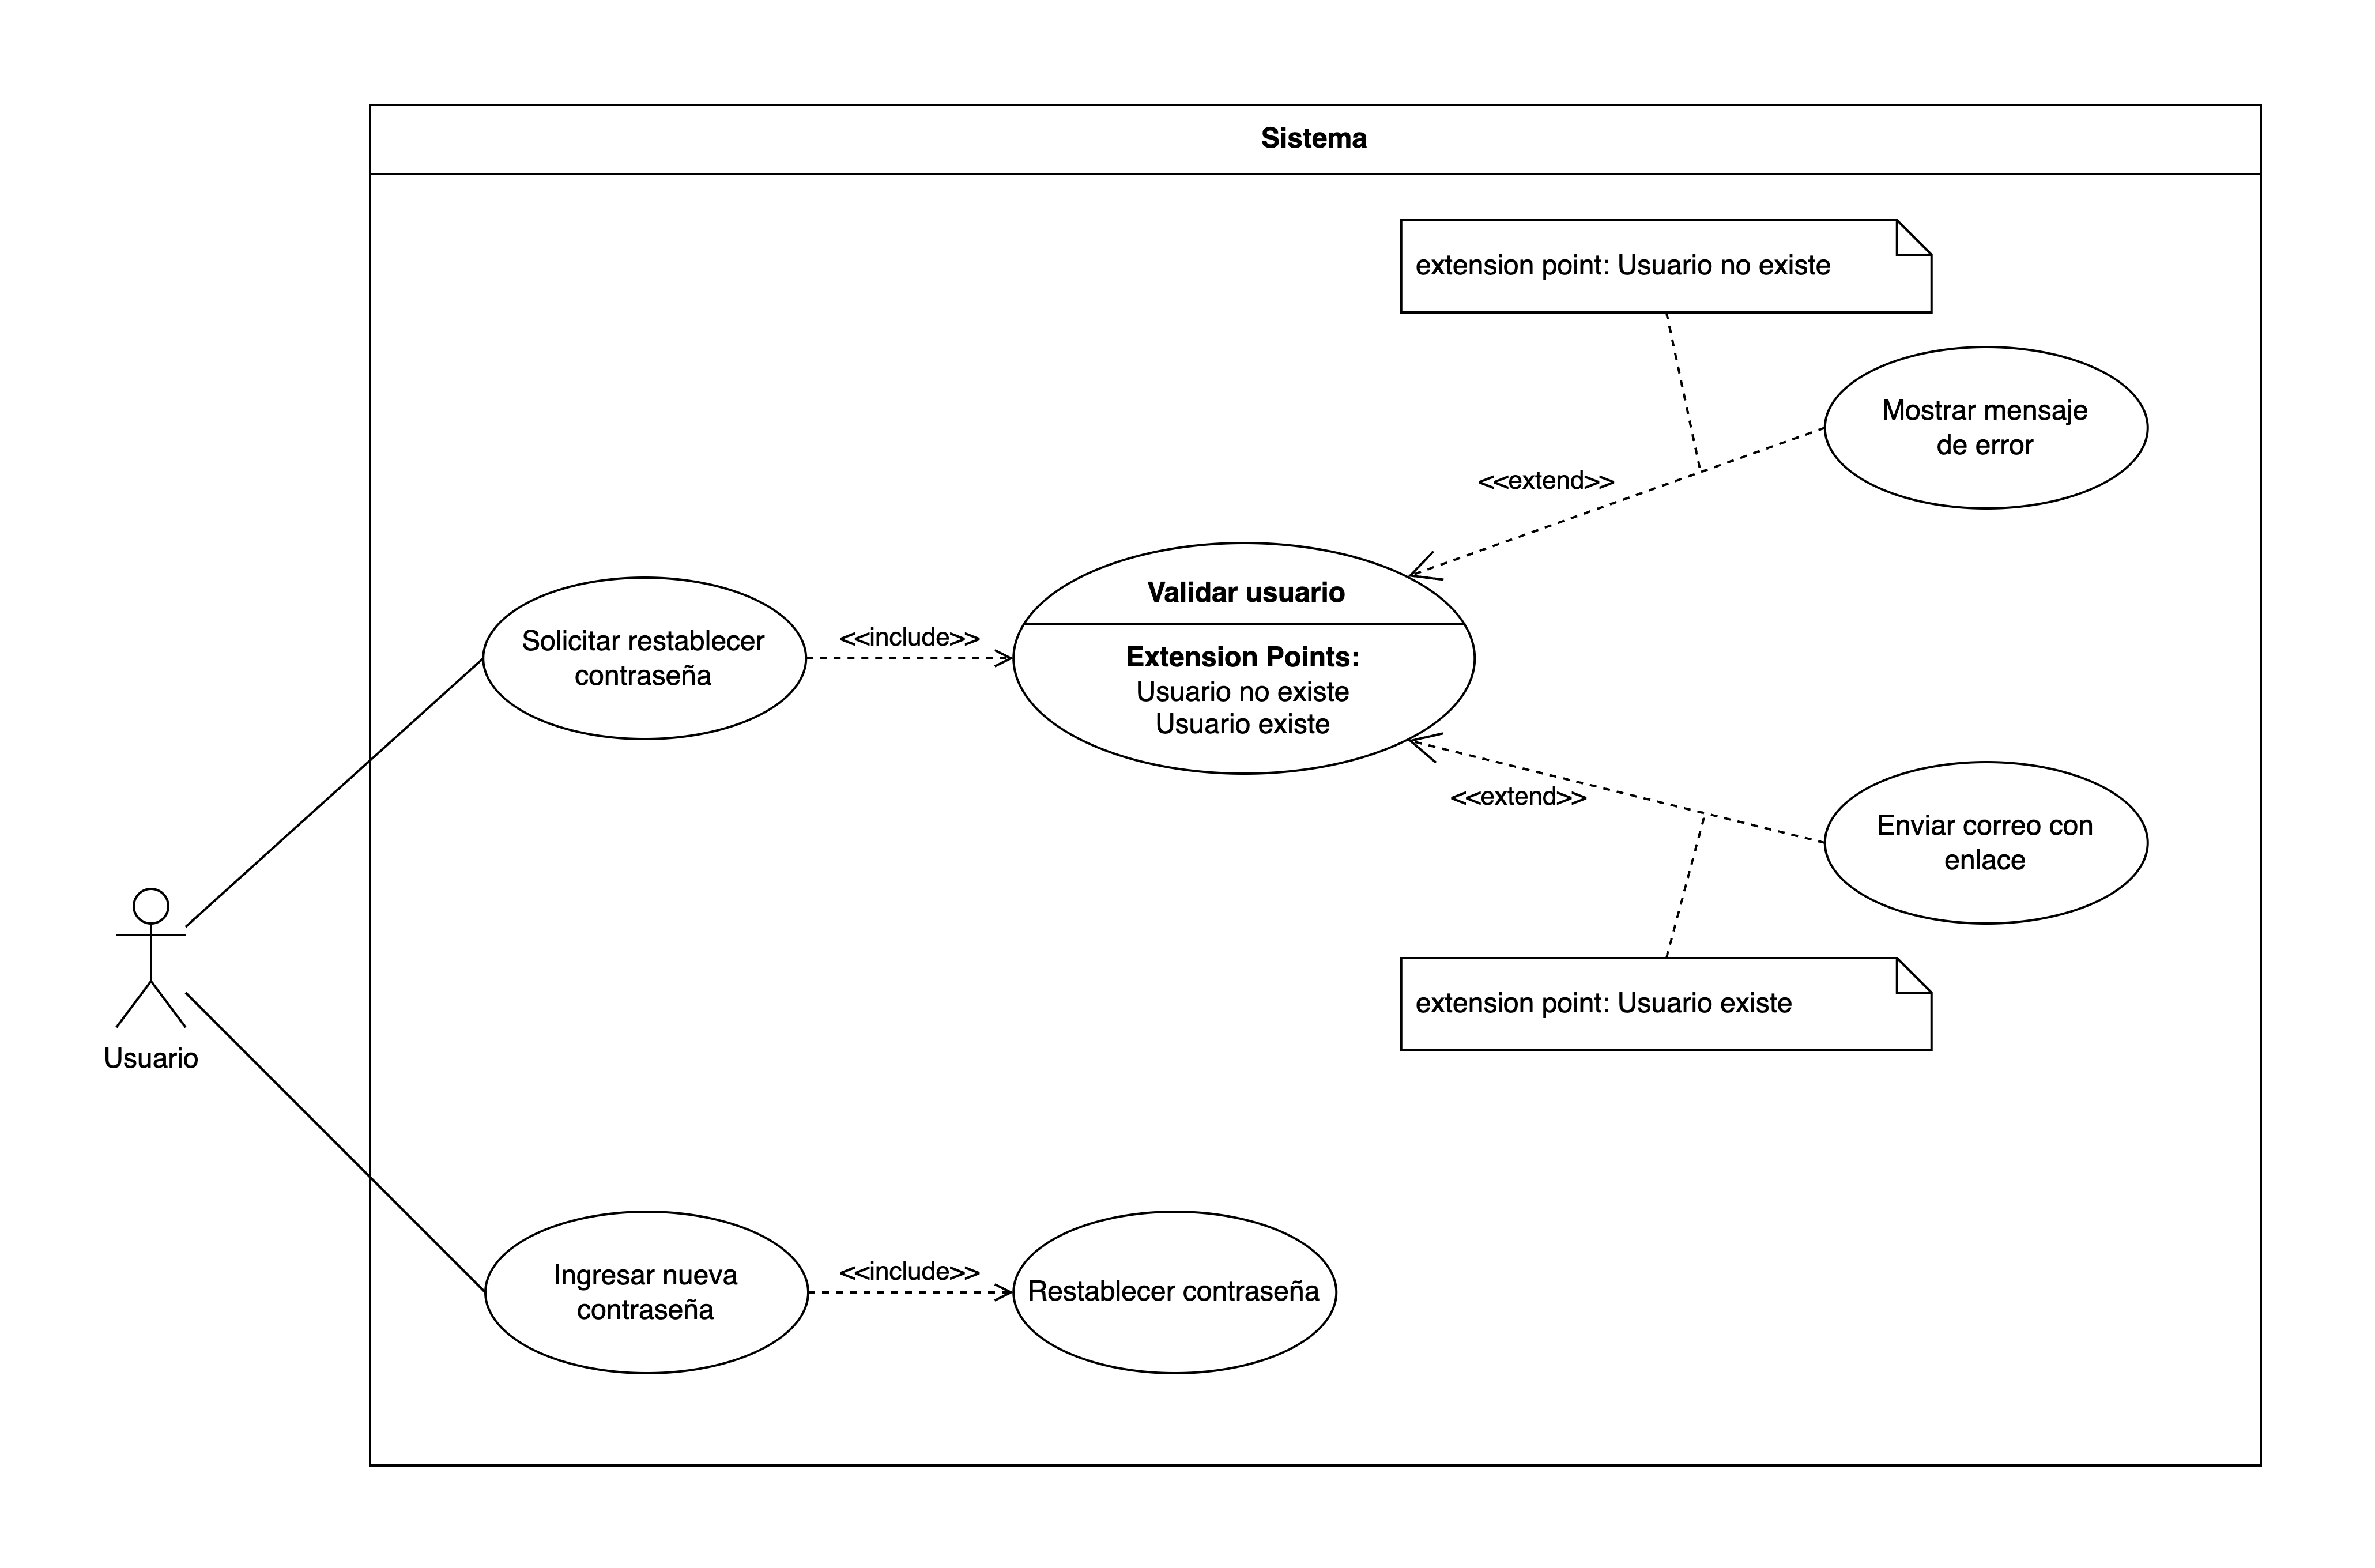 Sistema
extension point: Usuario no existe
Mostrar mensaje
de error
<<extend>>
Validar usuario
Extension Points:
Usuario no existe
Usuario existe
Solicitar restablecer
contraseña
<<include>>
<<extend>>
Enviar correo con
enlace
extension point: Usuario existe
Usuario
Ingresar nueva
contraseña
<<include>>
Restablecer contraseña